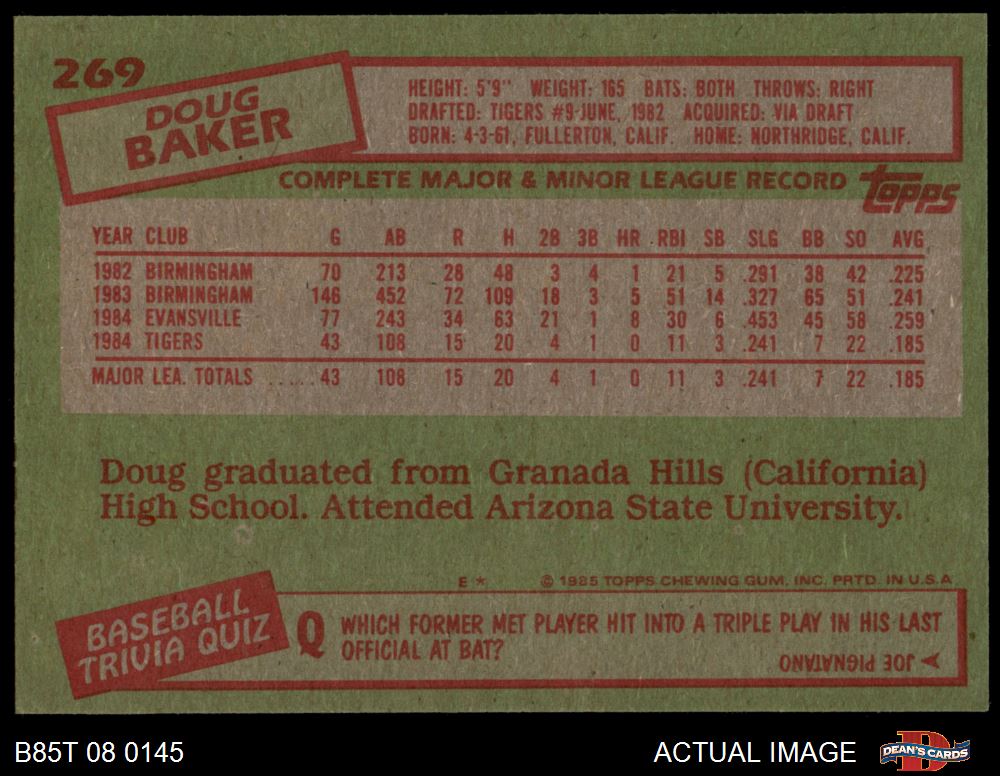 269
DOUG
BAKER
HEIGHT: 5'9" WEIGHT: 165 BATS: BOTH THROWS: RIGHT
DRAFTED: TIGERS #9-JUNE, 1982 ACQUIRED: VIA DRAFT
BORN: 4-3-61, FULLERTON, CALIF. HOME: NORTHRIDGE, CALIF.
COMPLETE MAJOR & MINOR LEAGUE RECORD
Topps
YEAR CLUB G AB R H 2B 3B HR RBI SB SLG BB SO AVG
1982 BIRMINGHAM 70 213 28 48 3 4 1 21 5 .291 38 42 .225
1983 BIRMINGHAM 146 452 72 109 18 3 5 51 14 .327 65 51 .241
1984 EVANSVILLE 77 243 34 63 21 1 8 30 6 .453 45 58 .259
1984 TIGERS 43 108 15 20 4 1 0 11 3 .241 7 22 .185
MAJOR LEA. TOTALS ..... 43 108 15 20 4 1 0 11 3 .241 7 22 .185
Doug graduated from Granada Hills (California)
High School. Attended Arizona State University.
E * © 1985 TOPPS CHEWING GUM, INC. PRTD. IN U.S.A.
BASEBALL
TRIVIA QUIZ
Q WHICH FORMER MET PLAYER HIT INTO A TRIPLE PLAY IN HIS LAST
OFFICIAL AT BAT?
JOE PIGNATANO
B85T 08 0145
ACTUAL IMAGE
D
DEAN'S CARDS